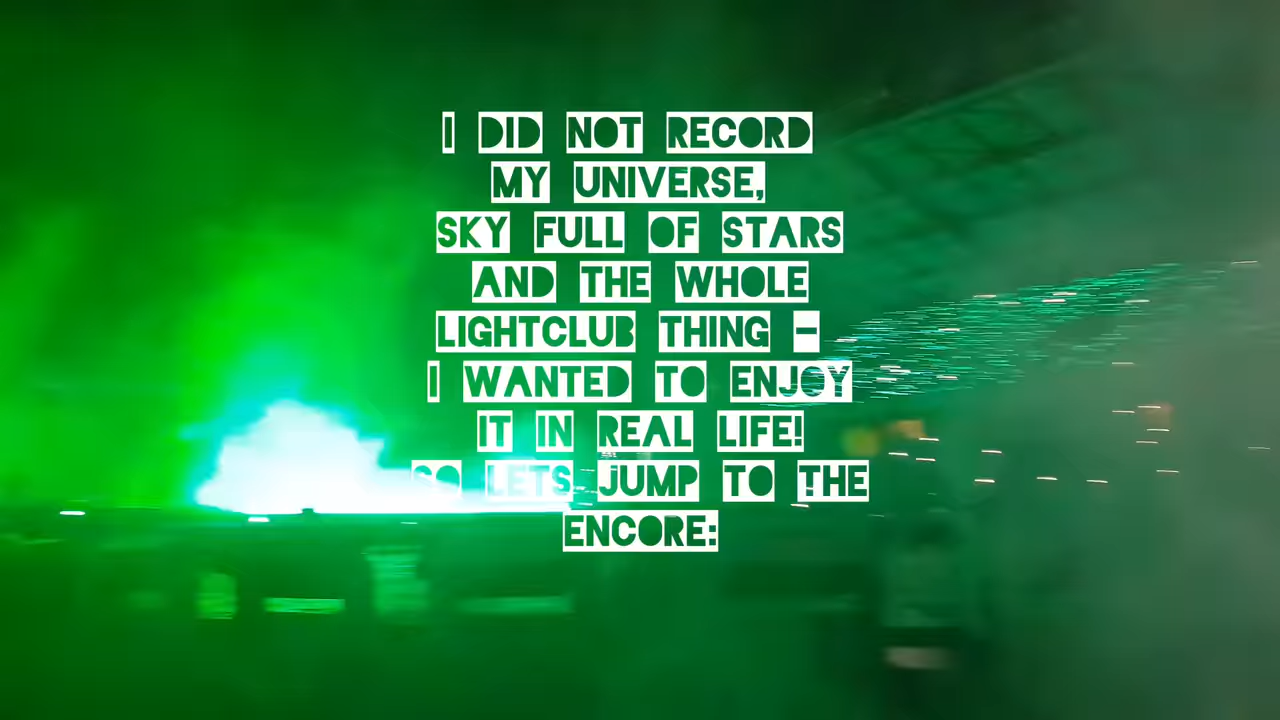 I DID NOT RECORD
MY UNIVERSE,
SKY FULL OF STARS
AND THE WHOLE
LIGHTCLUB THING -
I WANTED TO ENJOY
IT IN REAL LIFE!
SO LETS JUMP TO THE
ENCORE: